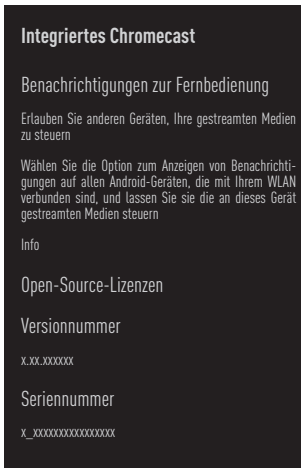 Integriertes Chromecast
Benachrichtigungen zur Fernbedienung
Erlauben Sie anderen Geräten, Ihre gestreamten Medien
zu steuern
Wählen Sie die Option zum Anzeigen von Benachrichti-
gungen auf allen Android-Geräten, die mit Ihrem WLAN
verbunden sind, und lassen Sie sie die an dieses Gerät
gestreamten Medien steuern
Info
Open-Source-Lizenzen
Versionnummer
x.xx.xxxxxx
Seriennummer
x_xxxxxxxxxxxxxxxx